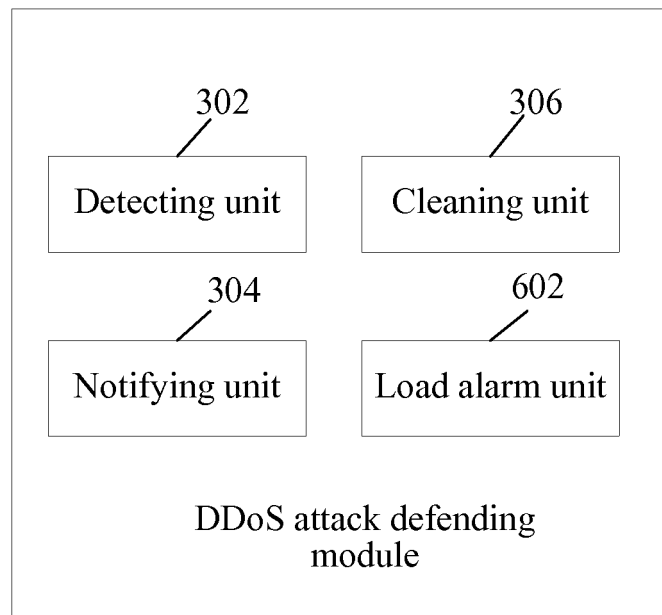 302
306
Detecting unit
Cleaning unit
304
602
Notifying unit
Load alarm unit
DDoS attack defending
module